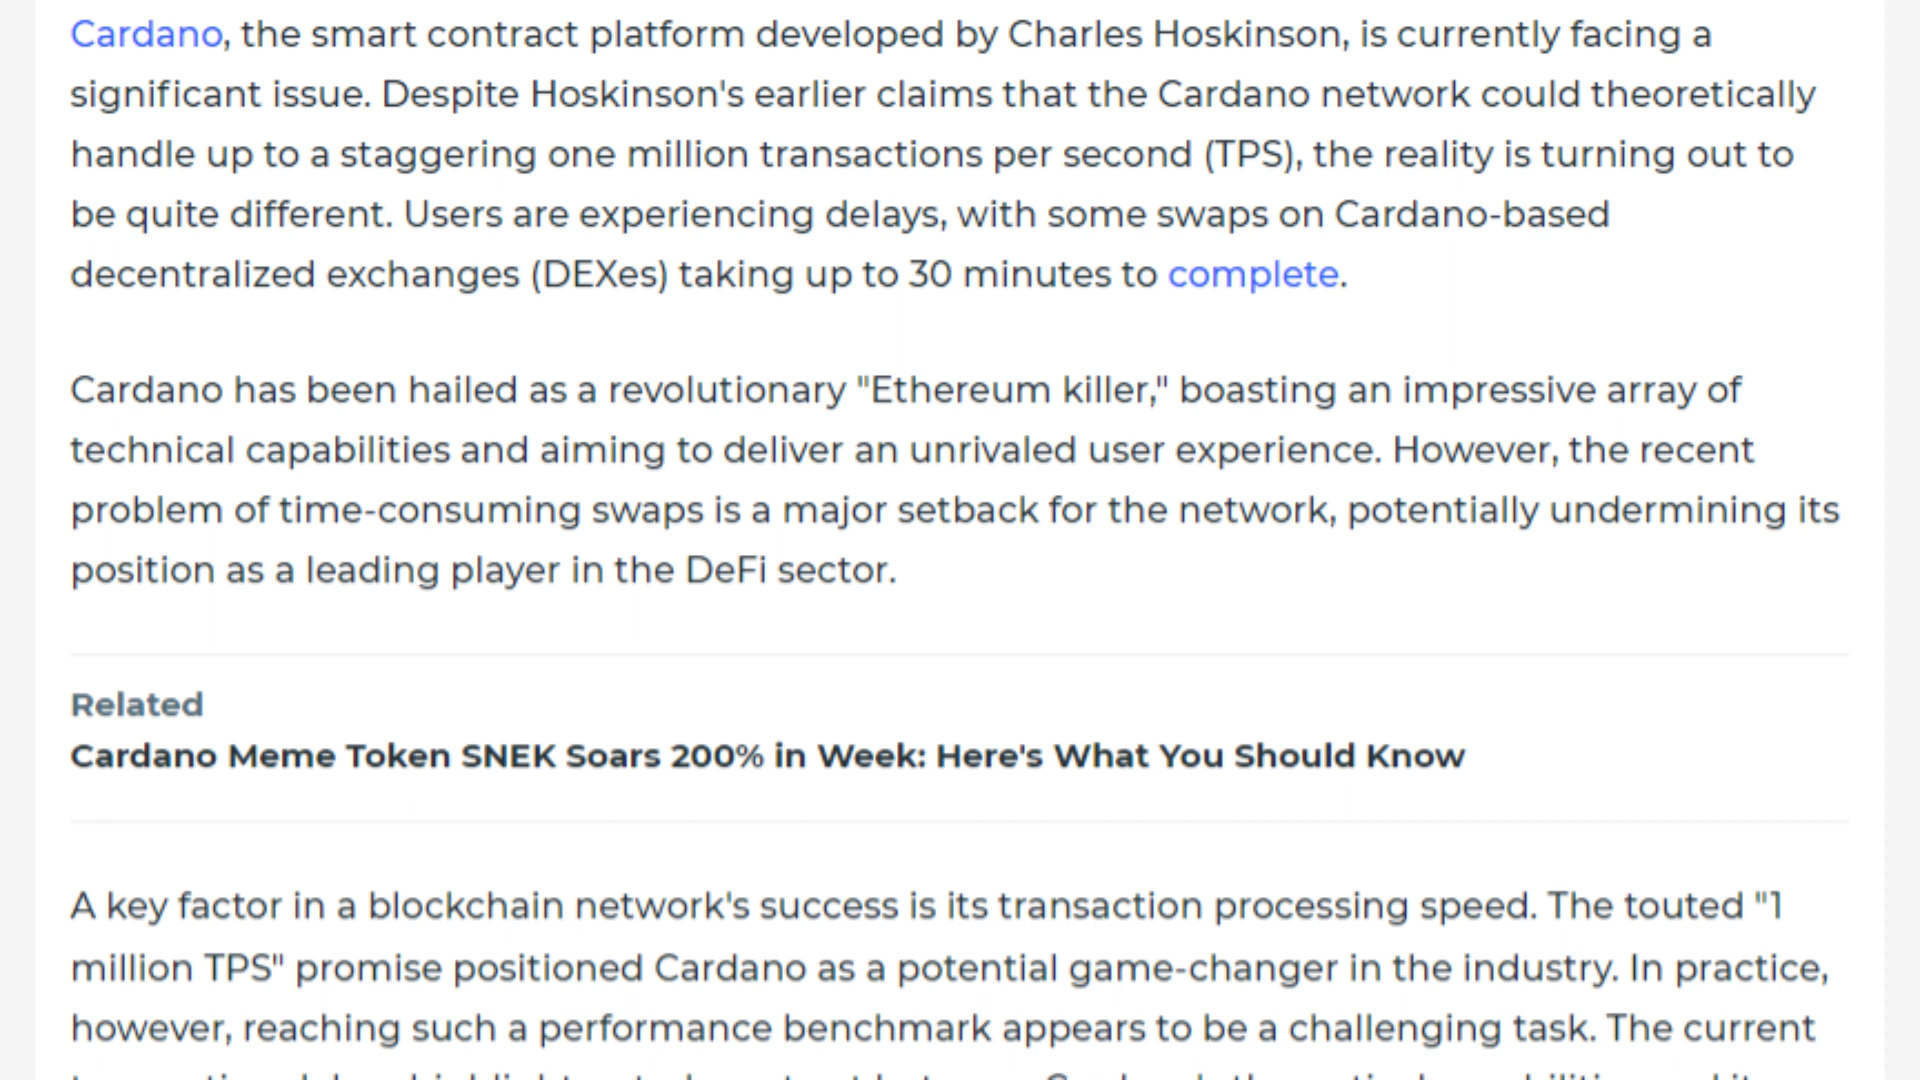 Cardano, the smart contract platform developed by Charles Hoskinson, is currently facing a
significant issue. Despite Hoskinson's earlier claims that the Cardano network could theoretically
handle up to a staggering one million transactions per second (TPS), the reality is turning out to
be quite different. Users are experiencing delays, with some swaps on Cardano-based
decentralized exchanges (DEXes) taking up to 30 minutes to complete.
Cardano has been hailed as a revolutionary "Ethereum killer," boasting an impressive array of
technical capabilities and aiming to deliver an unrivaled user experience. However, the recent
problem of time-consuming swaps is a major setback for the network, potentially undermining its
position as a leading player in the DeFi sector.
Related
Cardano Meme Token SNEK Soars 200% in Week: Here's What You Should Know
A key factor in a blockchain network's success is its transaction processing speed. The touted "1
million TPS" promise positioned Cardano as a potential game-changer in the industry. In practice,
however, reaching such a performance benchmark appears to be a challenging task. The current